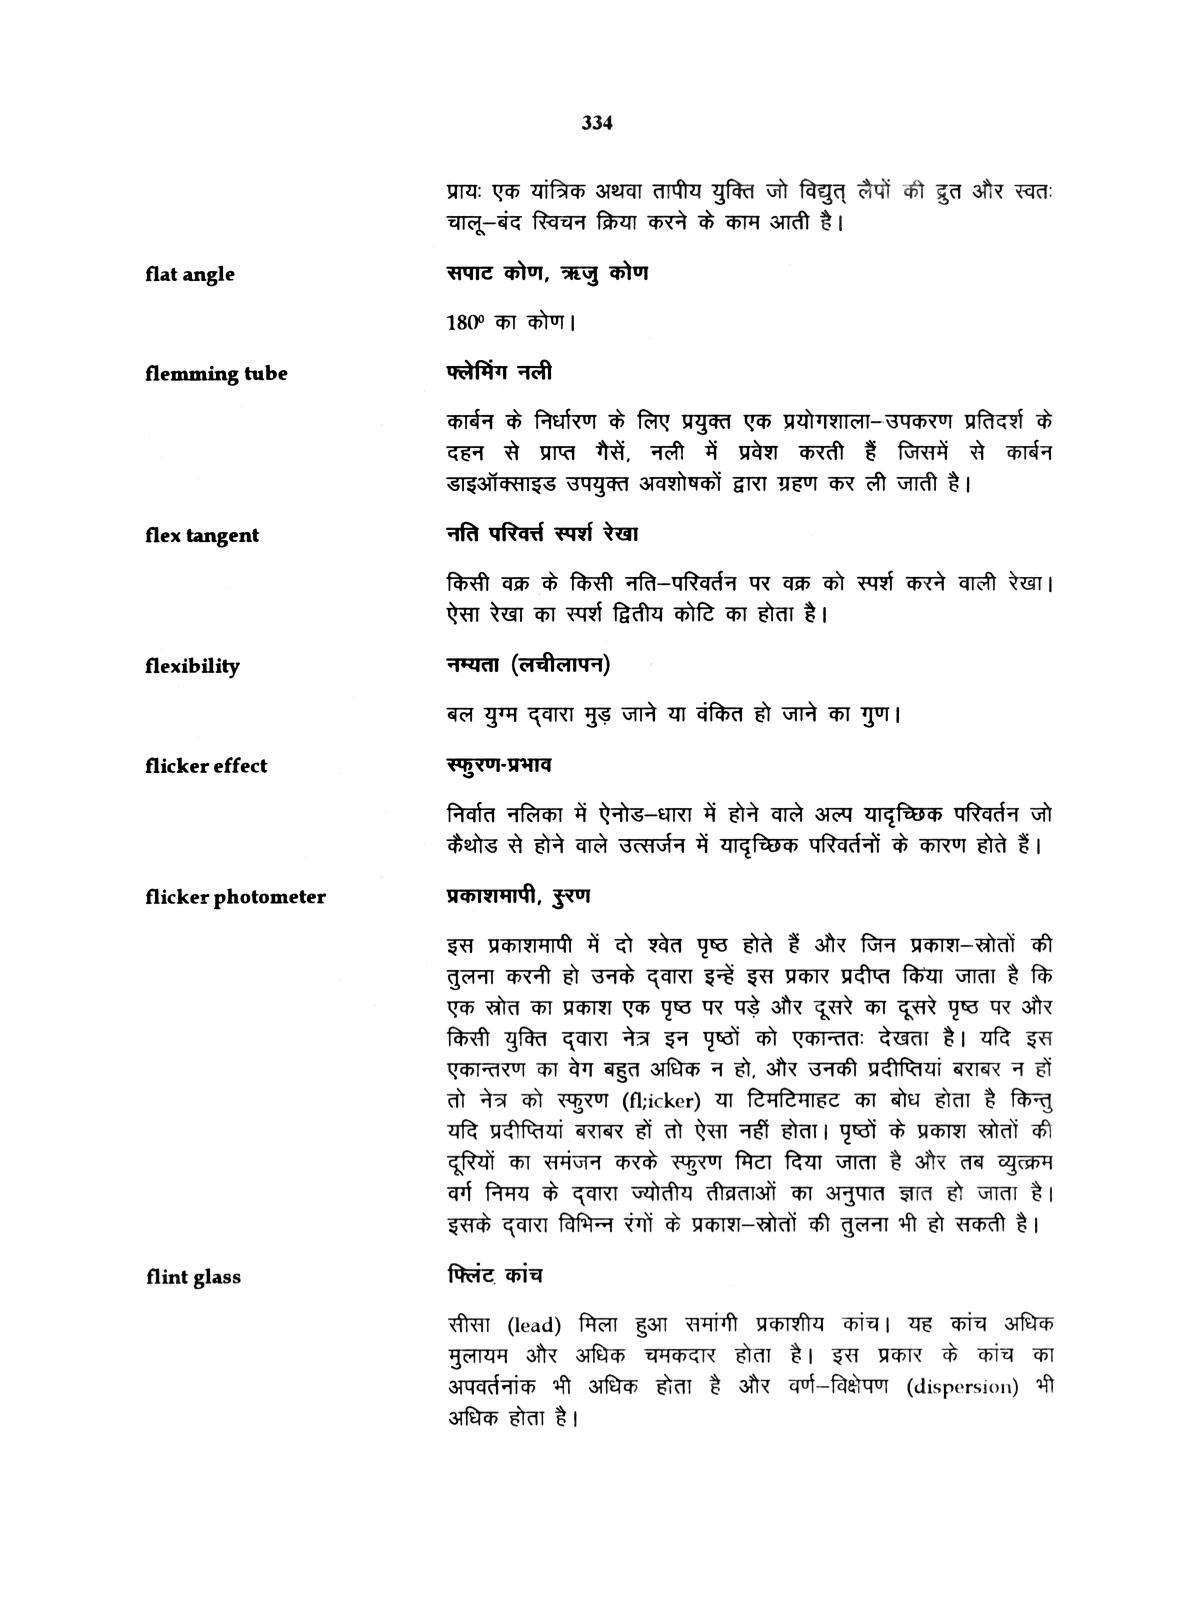 334
प्रायः एक यांत्रिक अथवा तापीय युक्ति जो विद्युत् लैपों की द्रुत और स्वतः
चालू–बंद स्विचन क्रिया करने के काम आती है।
flat angle
सपाट कोण, ऋजु कोण
180º का कोण।
flemming tube
फ्लेमिंग नली
कार्बन के निर्धारण के लिए प्रयुक्त एक प्रयोगशाला–उपकरण प्रतिदर्श के
दहन से प्राप्त गैसें, नली में प्रवेश करती हैं जिसमें से कार्बन
डाइऑक्साइड उपयुक्त अवशोषकों द्वारा ग्रहण कर ली जाती है।
flex tangent
नति परिवर्त्त स्पर्श रेखा
किसी वक्र के किसी नति–परिवर्तन पर वक्र को स्पर्श करने वाली रेखा।
ऐसा रेखा का स्पर्श द्वितीय कोटि का होता है।
flexibility
नम्यता (लचीलापन)
बल युग्म द्वारा मुड़ जाने या वंकित हो जाने का गुण।
flicker effect
स्फुरण-प्रभाव
निर्वात नलिका में ऐनोड–धारा में होने वाले अल्प यादृच्छिक परिवर्तन जो
कैथोड से होने वाले उत्सर्जन में यादृच्छिक परिवर्तनों के कारण होते हैं।
flicker photometer
प्रकाशमापी, स्रुरण
इस प्रकाशमापी में दो श्वेत पृष्ठ होते हैं और जिन प्रकाश–स्रोतों की
तुलना करनी हो उनके द्वारा इन्हें इस प्रकार प्रदीप्त किया जाता है कि
एक स्रोत का प्रकाश एक पृष्ठ पर पड़े और दूसरे का दूसरे पृष्ठ पर और
किसी युक्ति द्वारा नेत्र इन पृष्ठों को एकान्ततः देखता है। यदि इस
एकान्तरण का वेग बहुत अधिक न हो, और उनकी प्रदीप्तियां बराबर न हों
तो नेत्र को स्फुरण (fl;icker) या टिमटिमाहट का बोध होता है किन्तु
यदि प्रदीप्तियां बराबर हों तो ऐसा नहीं होता। पृष्ठों के प्रकाश स्रोतों की
दूरियों का समंजन करके स्फुरण मिटा दिया जाता है और तब व्युत्क्रम
वर्ग निमय के द्वारा ज्योतीय तीव्रताओं का अनुपात ज्ञात हो जाता है।
इसके द्वारा विभिन्न रंगों के प्रकाश–स्रोतों की तुलना भी हो सकती है।
flint glass
फ्लिंट कांच
सीसा (lead) मिला हुआ समांगी प्रकाशीय कांच। यह कांच अधिक
मुलायम और अधिक चमकदार होता है। इस प्रकार के कांच का
अपवर्तनांक भी अधिक होता है और वर्ण–विक्षेपण (dispersion) भी
अधिक होता है।